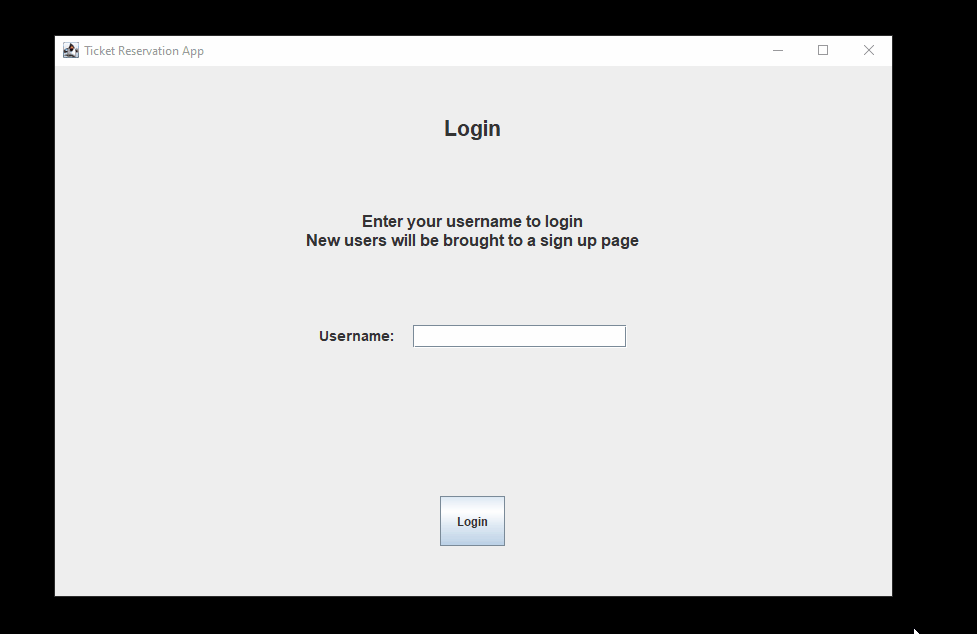 Ticket Reservation App
Login
Enter your username to login
New users will be brought to a sign up page
Username:
Login